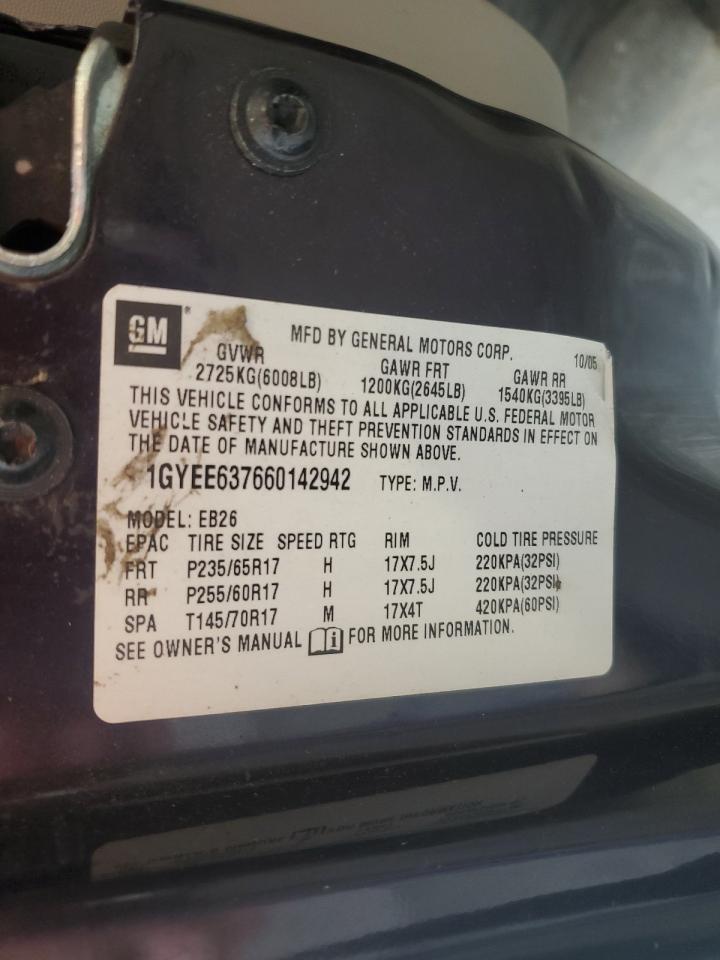 GM® MFD BY GENERAL MOTORS CORP. 10/05
GVWR GAWR FRT GAWR RR
2725KG(6008LB) 1200KG(2645LB) 1540KG(3395LB)
THIS VEHICLE CONFORMS TO ALL APPLICABLE U.S. FEDERAL MOTOR
VEHICLE SAFETY AND THEFT PREVENTION STANDARDS IN EFFECT ON
THE DATE OF MANUFACTURE SHOWN ABOVE.
1GYEE637660142942 TYPE: M.P.V.
MODEL: EB26
EPAC TIRE SIZE SPEED RTG RIM COLD TIRE PRESSURE
FRT P235/65R17 H 17X7.5J 220KPA(32PSI)
RR P255/60R17 H 17X7.5J 220KPA(32PSI)
SPA T145/70R17 M 17X4T 420KPA(60PSI)
SEE OWNER'S MANUAL FOR MORE INFORMATION.